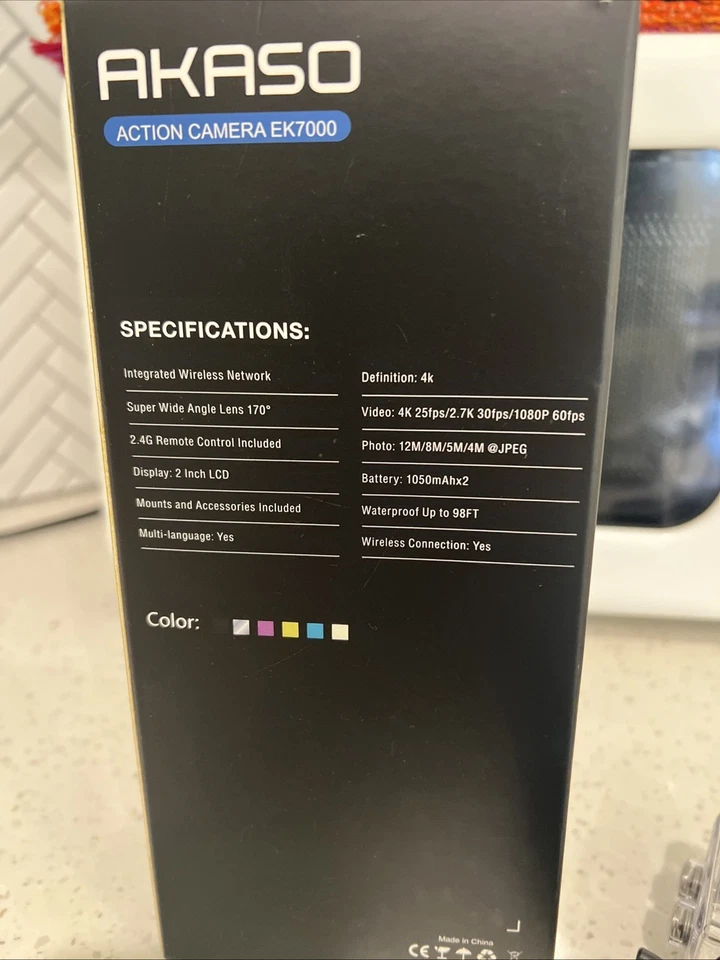 AKASO
ACTION CAMERA EK7000
SPECIFICATIONS:
Integrated Wireless Network
Super Wide Angle Lens 170°
2.4G Remote Control Included
Display: 2 Inch LCD
Mounts and Accessories Included
Multi-language: Yes
Definition: 4k
Video: 4K 25fps/2.7K 30fps/1080P 60fps
Photo: 12M/8M/5M/4M @JPEG
Battery: 1050mAhx2
Waterproof Up to 98FT
Wireless Connection: Yes
Color:
Made in China
CE